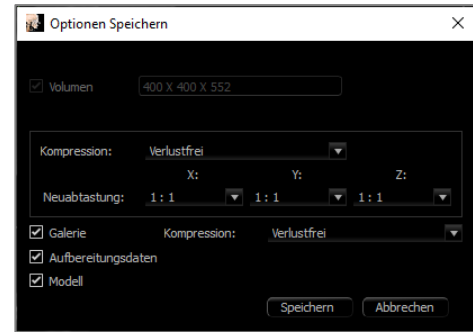 Optionen Speichern
Volumen 400 X 400 X 552
Kompression: Verlustfrei
X: Y: Z:
Neuabtastung: 1 : 1 1 : 1 1 : 1
Galerie Kompression: Verlustfrei
Aufbereitungsdaten
Modell
Speichern Abbrechen